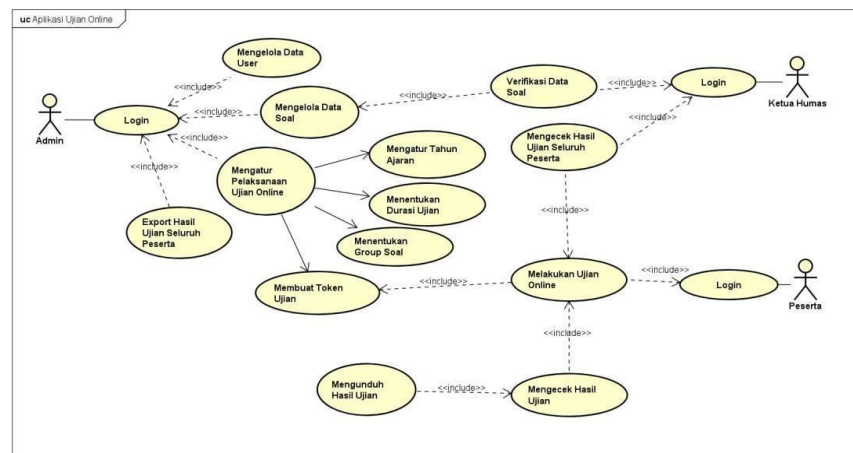 uc Aplikasi Ujian Online
Mengelola Data
User
<<include>>
Verifikasi Data
Soal
<<include>>
Login
Ketua Humas
<<include>>
Mengelola Data
Soal
<<include>>
Login
Admin
<<include>>
<<include>>
Mengecek Hasil
Ujian Seluruh
Peserta
<<include>>
Mengatur Tahun
Ajaran
<<include>>
Mengatur
Pelaksanaan
Ujian Online
Menentukan
Durasi Ujian
<<include>>
Export Hasil
Ujian Seluruh
Peserta
Menentukan
Group Soal
Melakukan Ujian
Online
<<include>>
Login
Peserta
<<include>>
Membuat Token
Ujian
<<include>>
Mengunduh
Hasil Ujian
<<include>>
Mengecek Hasil
Ujian